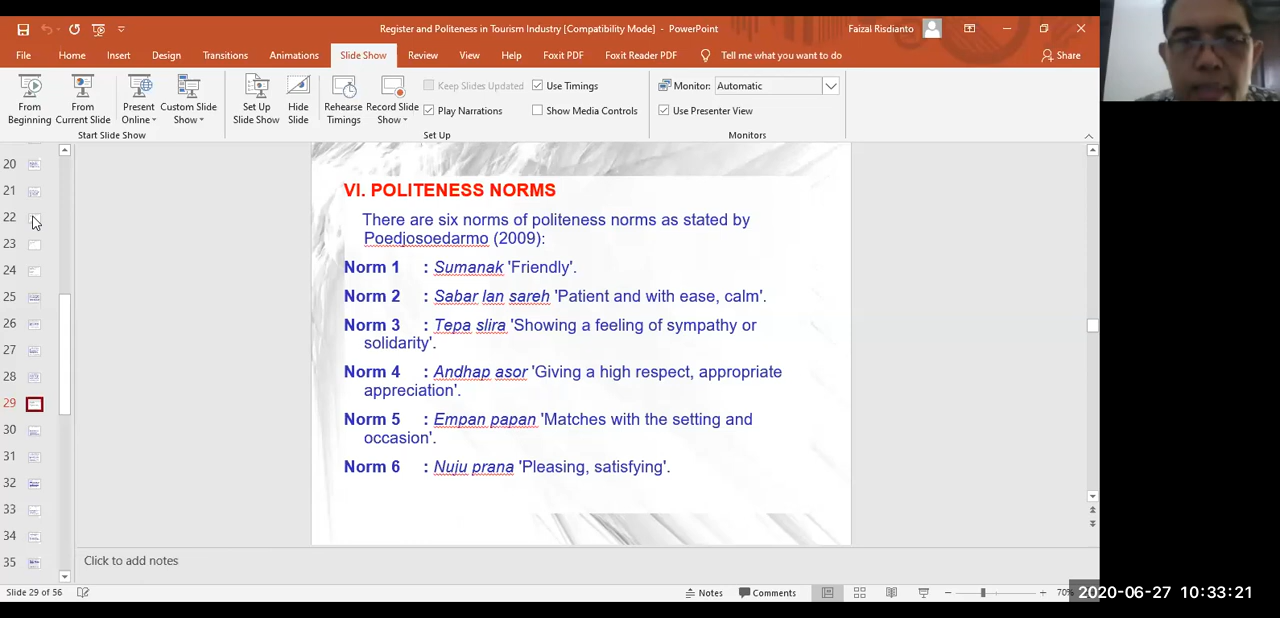 Register and Politeness in Tourism Industry [Compatibility Mode] - PowerPoint
Faizal Risdianto
File Home Insert Design Transitions Animations Slide Show Review View Help Foxit PDF Foxit Reader PDF Tell me what you want to do Share
From Beginning
From Current Slide
Present Online
Custom Slide Show
Start Slide Show
Set Up Slide Show
Hide Slide
Rehearse Timings
Record Slide Show
Keep Slides Updated
Play Narrations
Use Timings
Show Media Controls
Set Up
Monitor: Automatic
Use Presenter View
Monitors
20
21
22
23
24
25
26
27
28
29
30
31
32
33
34
35
VI. POLITENESS NORMS
There are six norms of politeness norms as stated by
Poedjosoedarmo (2009):
Norm 1 : Sumanak 'Friendly'.
Norm 2 : Sabar lan sareh 'Patient and with ease, calm'.
Norm 3 : Tepa slira 'Showing a feeling of sympathy or
solidarity'.
Norm 4 : Andhap asor 'Giving a high respect, appropriate
appreciation'.
Norm 5 : Empan papan 'Matches with the setting and
occasion'.
Norm 6 : Nuju prana 'Pleasing, satisfying'.
Click to add notes
Slide 29 of 56
Notes
Comments
70%
2020-06-27 10:33:21